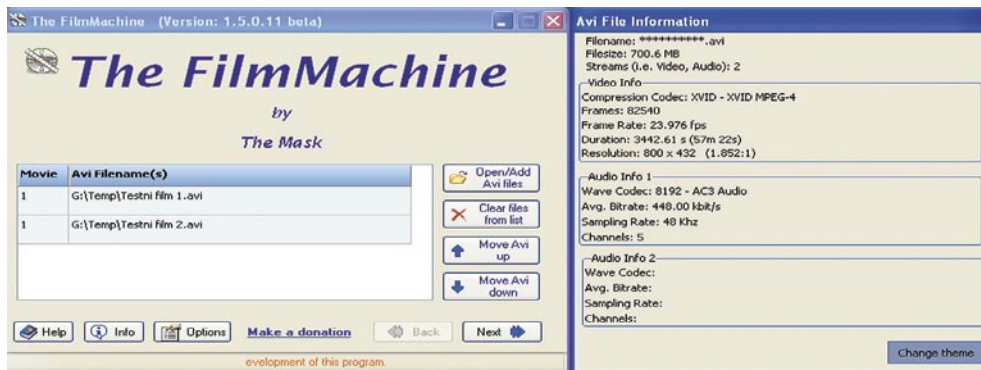 The FilmMachine (Version: 1.5.0.11 beta)
The FilmMachine
by
The Mask
Movie Avi Filename(s)
1 G:\Temp\Testni film 1.avi
1 G:\Temp\Testni film 2.avi
Open/Add
Avi files
Clear files
from list
Move Avi
up
Move Avi
down
Help Info Options Make a donation Back Next
evelopment of this program.
Avi File Information
Filename: **********.avi
Filesize: 700.6 MB
Streams (i.e. Video, Audio): 2
Video Info
Compression Codec: XVID - XVID MPEG-4
Frames: 82540
Frame Rate: 23.976 fps
Duration: 3442.61 s (57m 22s)
Resolution: 800 x 432 (1.852:1)
Audio Info 1
Wave Codec: 8192 - AC3 Audio
Avg. Bitrate: 448.00 kbit/s
Sampling Rate: 48 Khz
Channels: 5
Audio Info 2
Wave Codec:
Avg. Bitrate:
Sampling Rate:
Channels:
Change theme